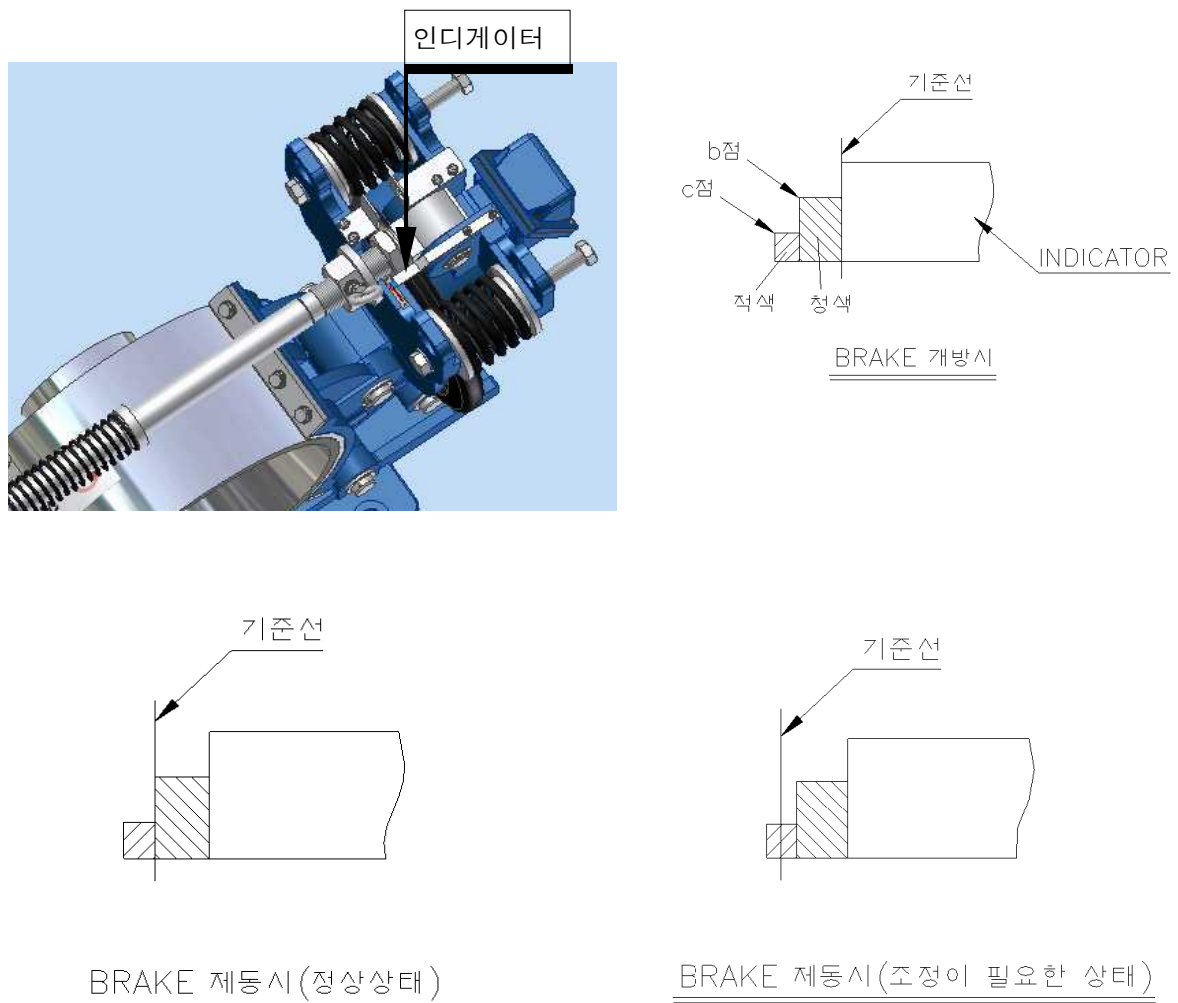 인디게이터
기준선
b점
c점
INDICATOR
적색
청색
BRAKE 개방시
기준선
기준선
BRAKE 제동시(정상상태)
BRAKE 제동시(조정이 필요한 상태)